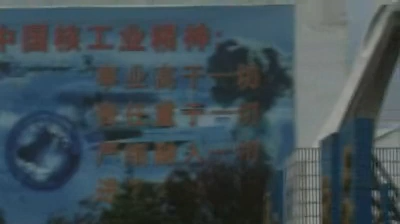 中国核工业精神：
事业高于一切
责任重于一切
严细融入一切
进